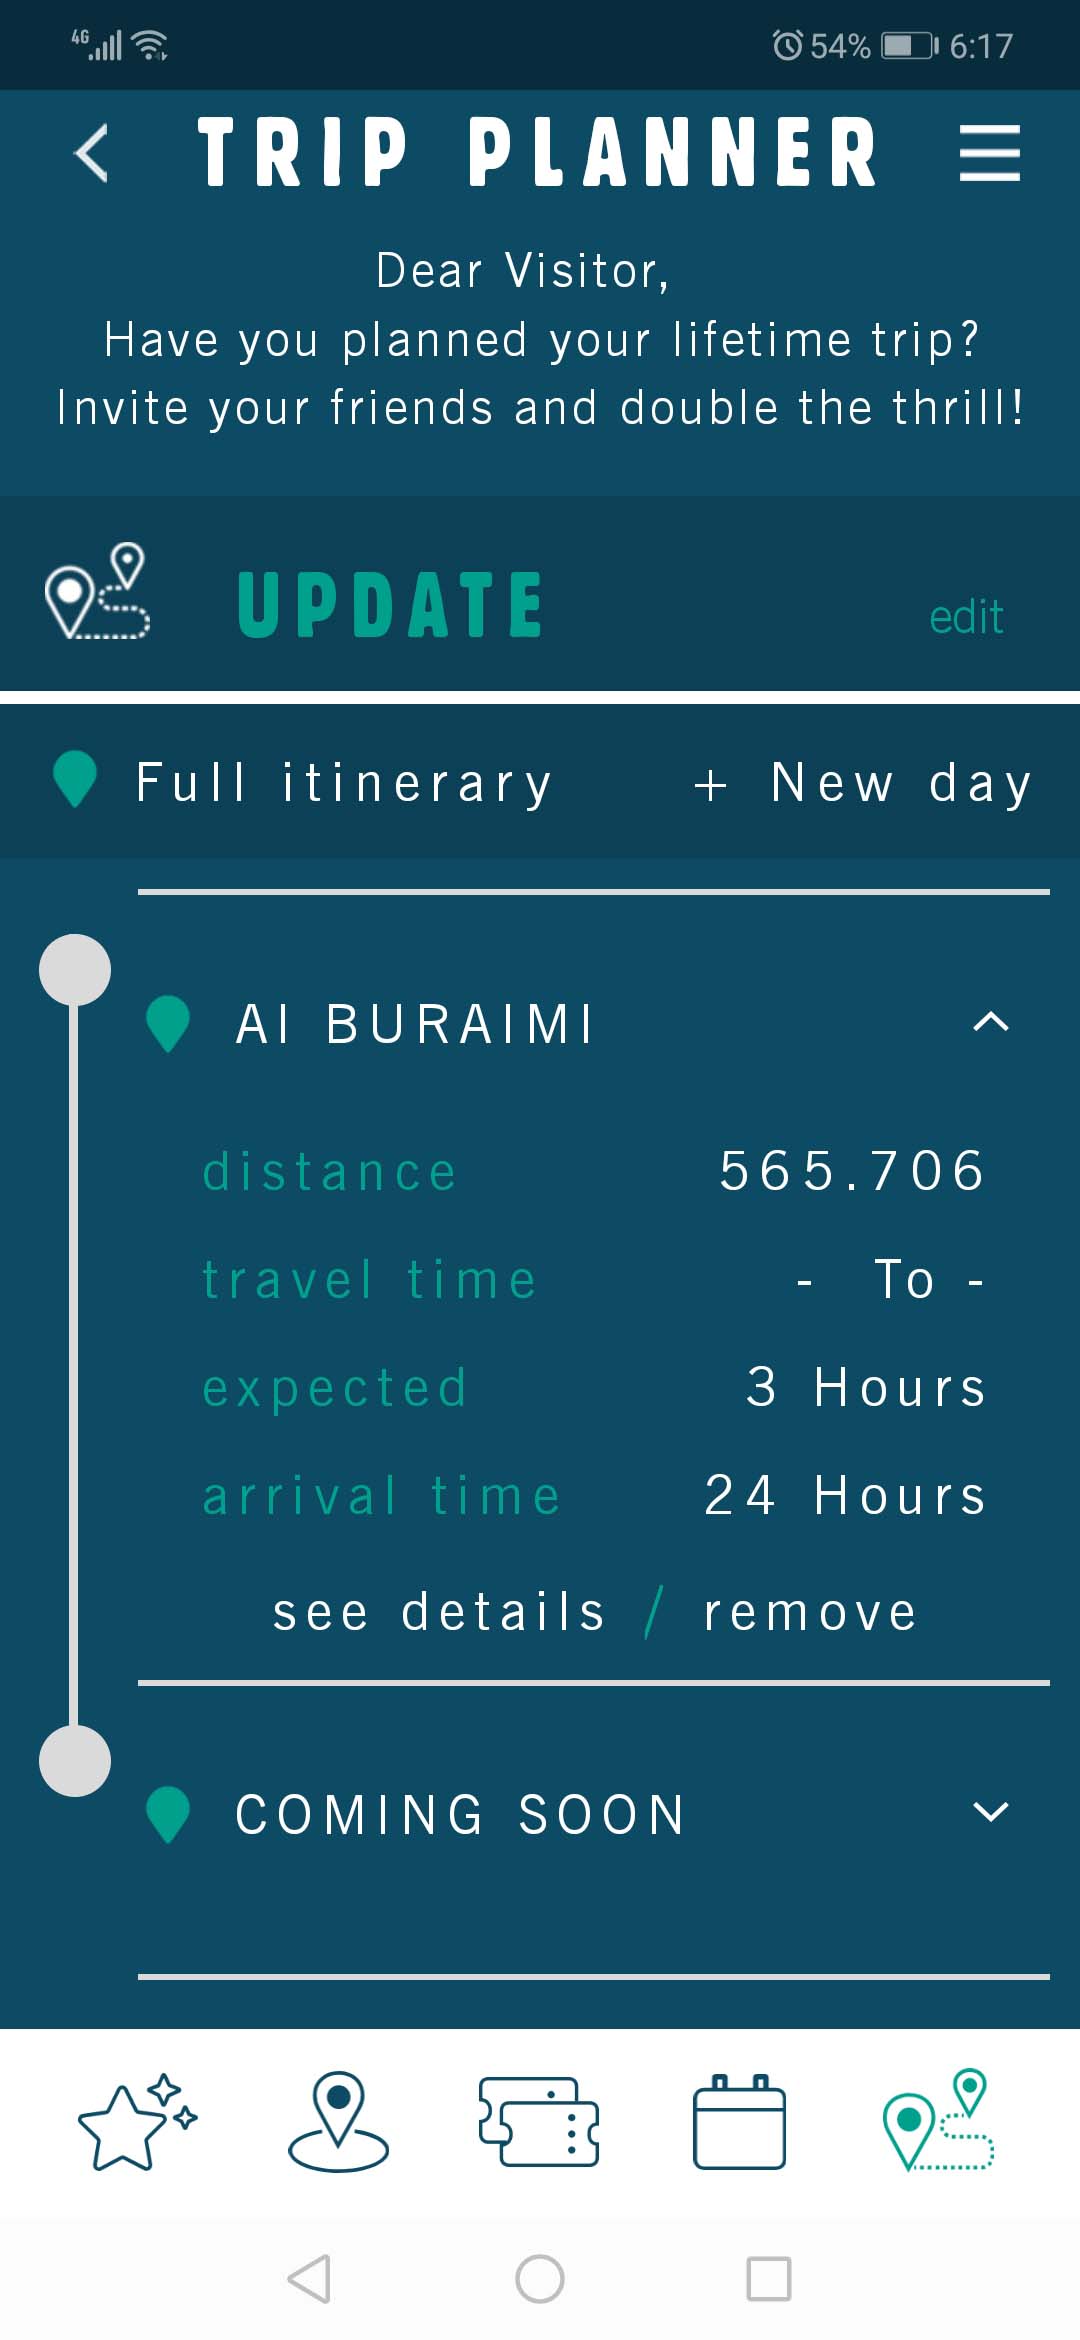 4G 54% 6:17
TRIP PLANNER
Dear Visitor,
Have you planned your lifetime trip?
Invite your friends and double the thrill!
UPDATE edit
Full itinerary + New day
Al BURAIMI
distance 565.706
travel time - To -
expected 3 Hours
arrival time 24 Hours
see details / remove
COMING SOON